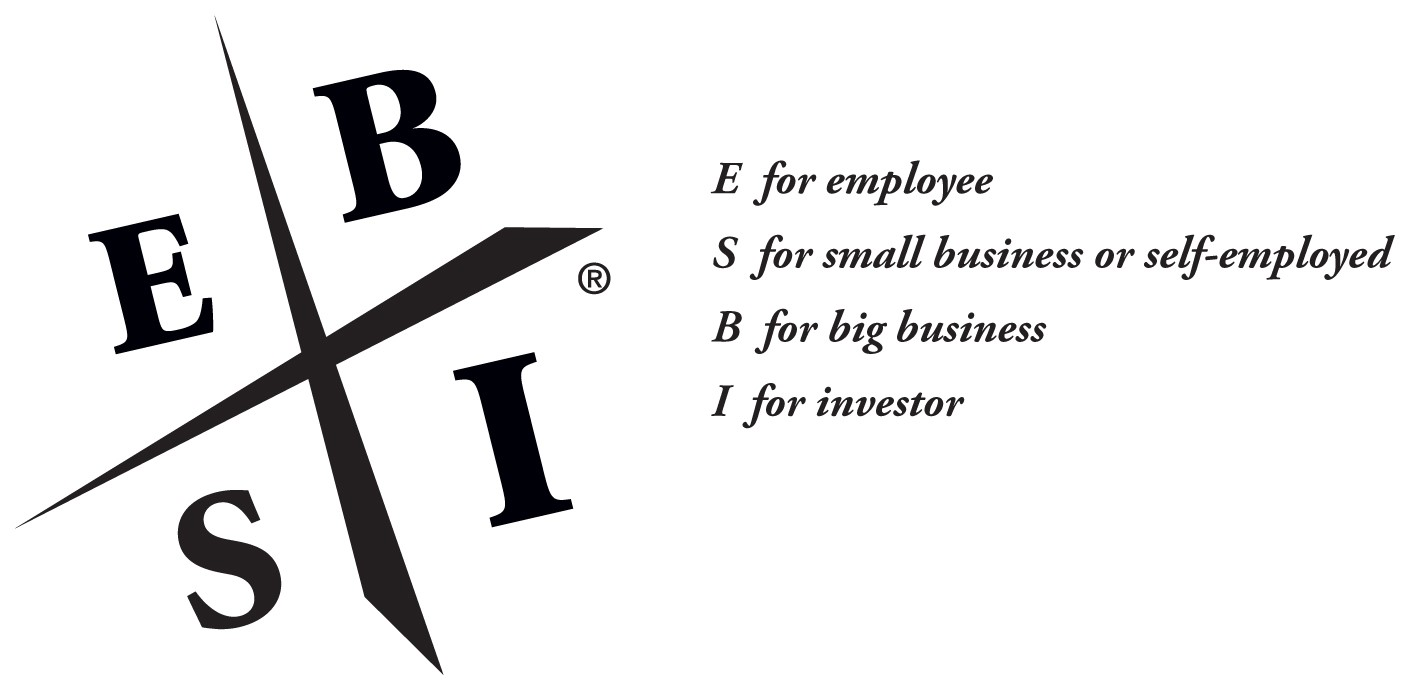 E B
®
S I
E for employee
S for small business or self-employed
B for big business
I for investor